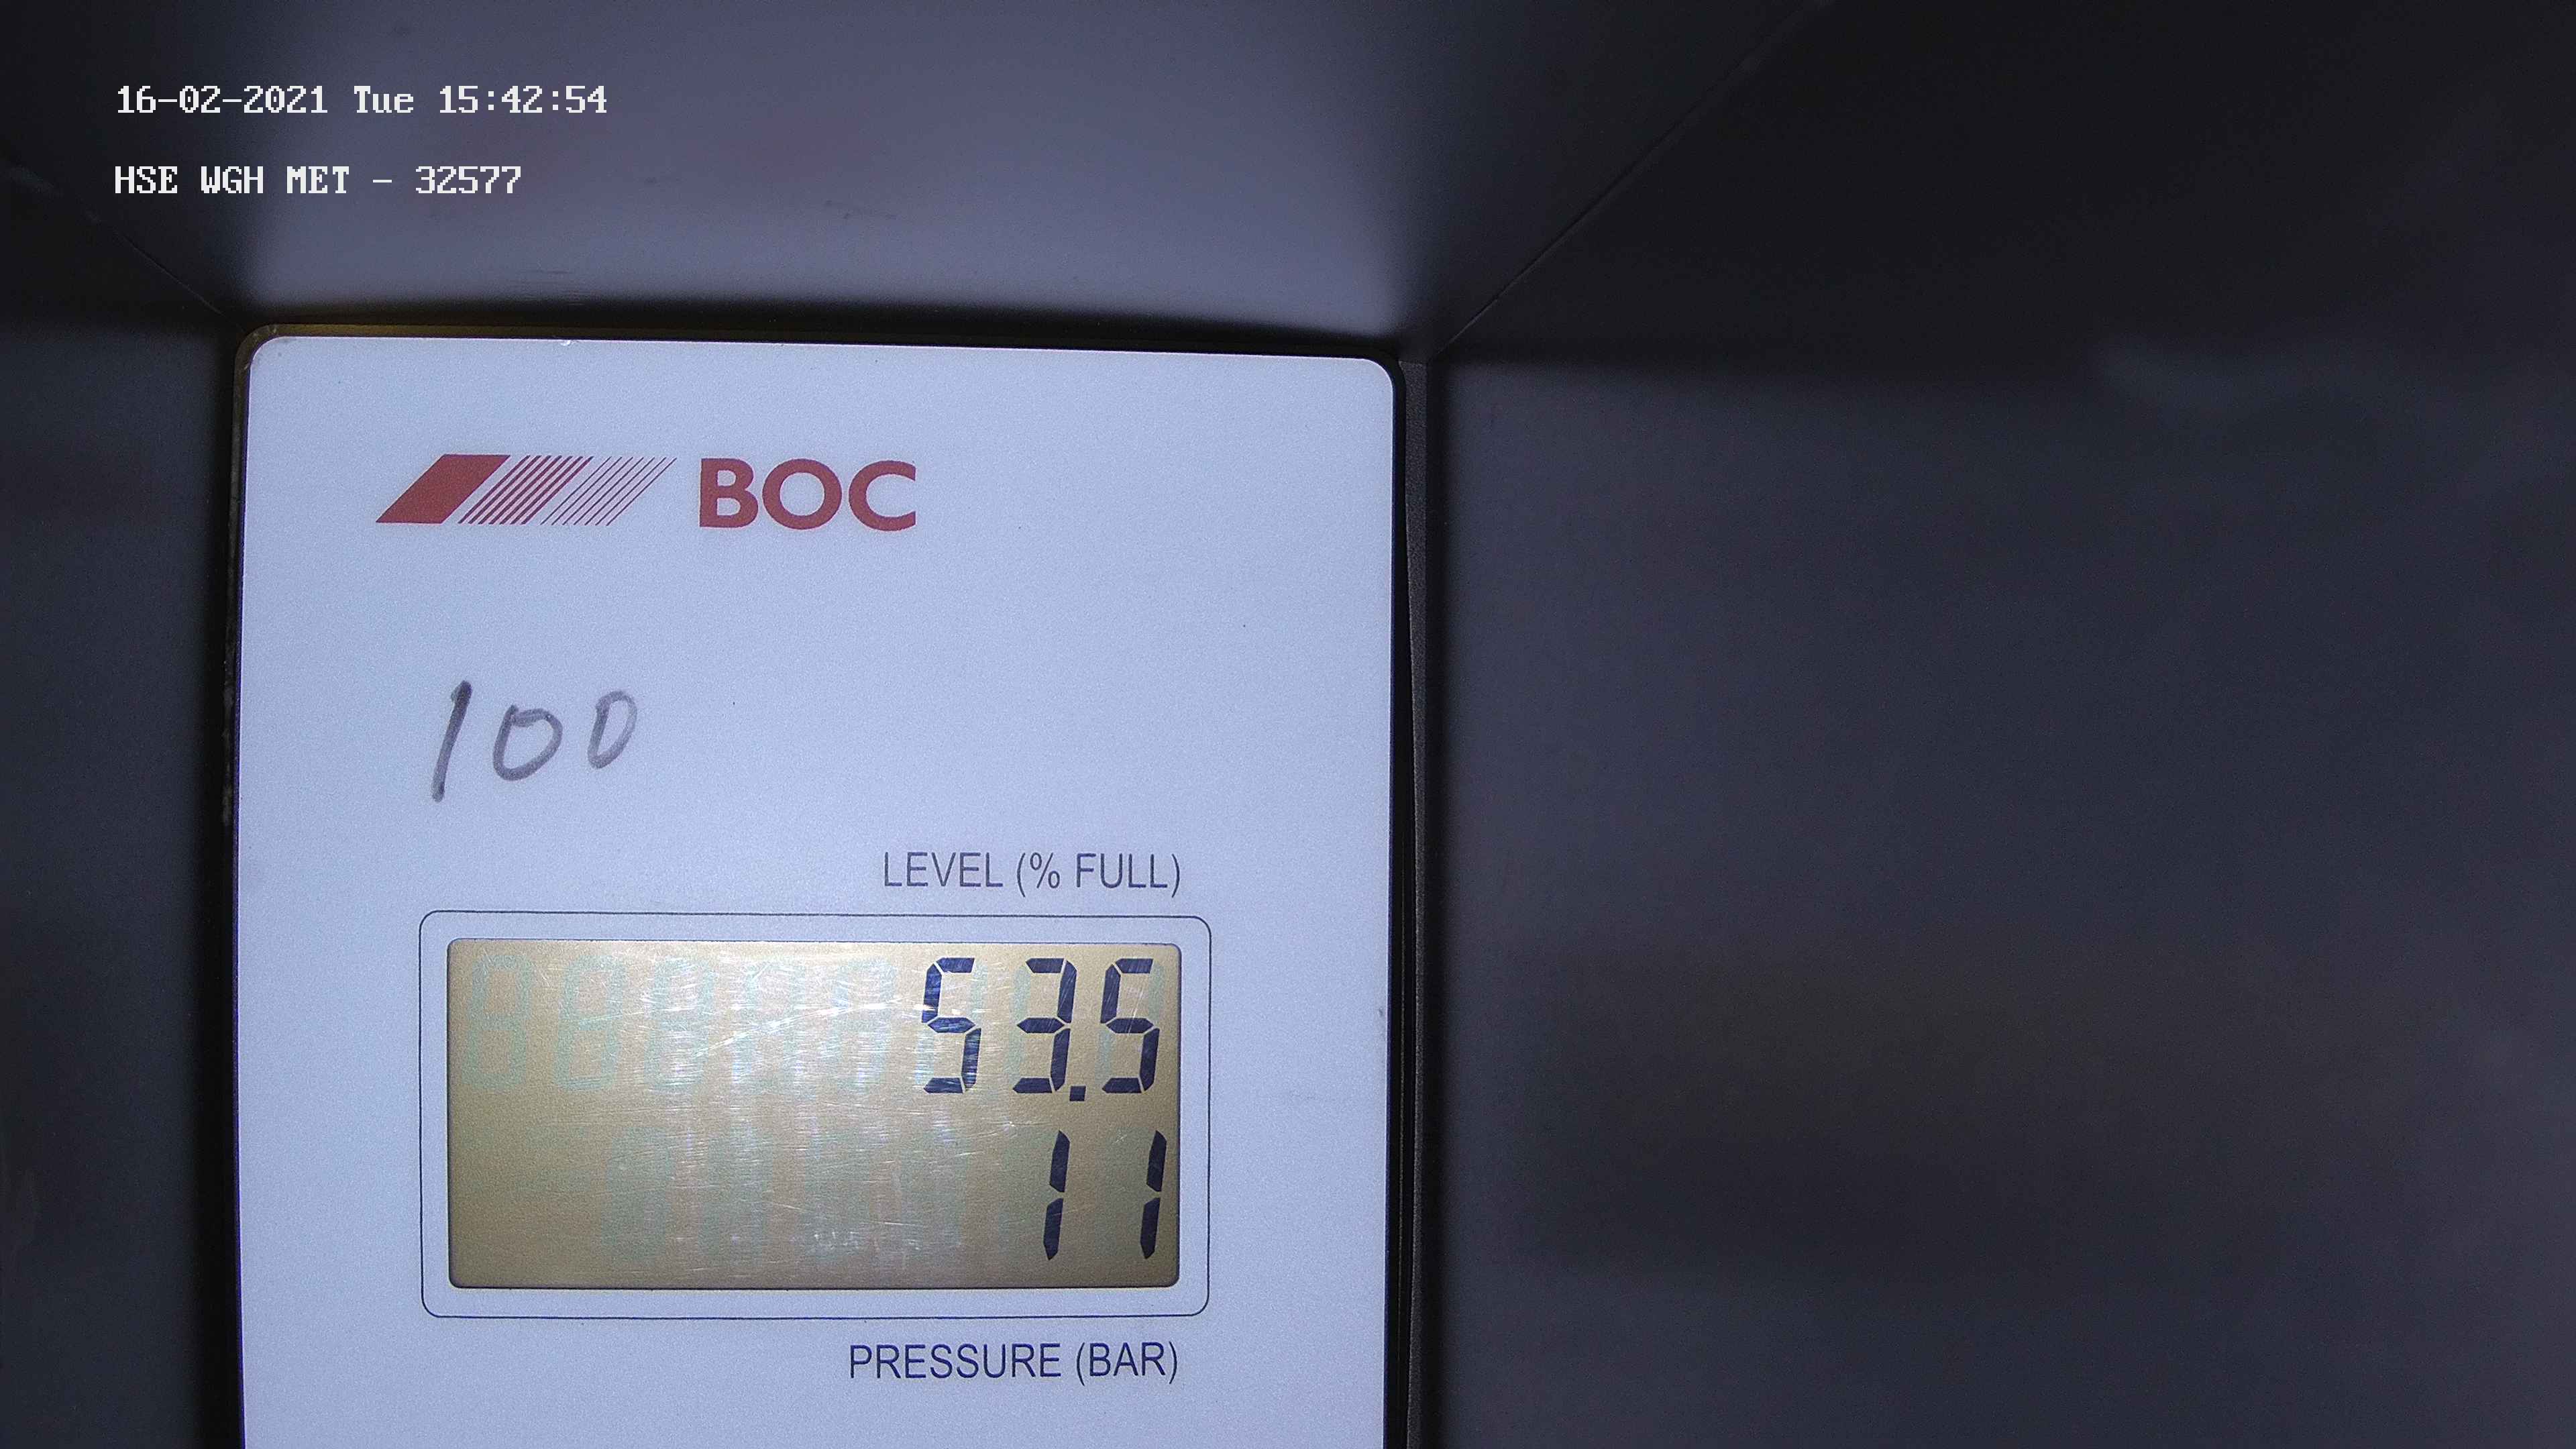 16-02-2021 Tue 15:42:54
HSE WGH MET - 32577
BOC
100
LEVEL (% FULL)
53.5
11
PRESSURE (BAR)